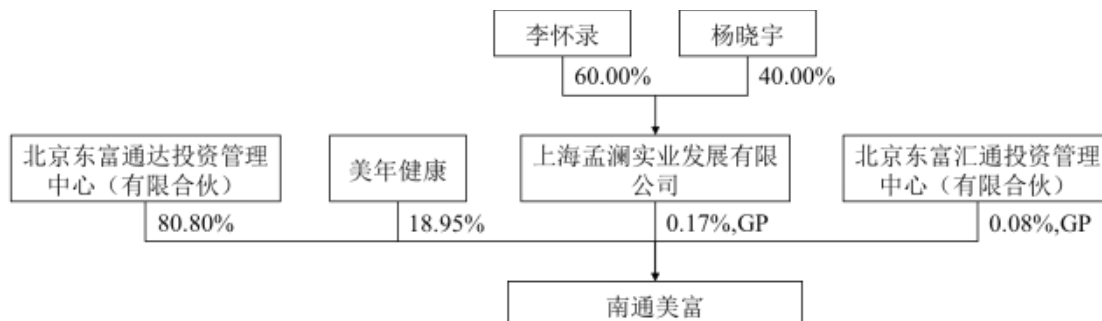 李怀录
杨晓宇
60.00%
40.00%
北京东富通达投资管理
中心（有限合伙）
美年健康
上海孟澜实业发展有限
公司
北京东富汇通投资管理
中心（有限合伙）
80.80%
18.95%
0.17%,GP
0.08%,GP
南通美富